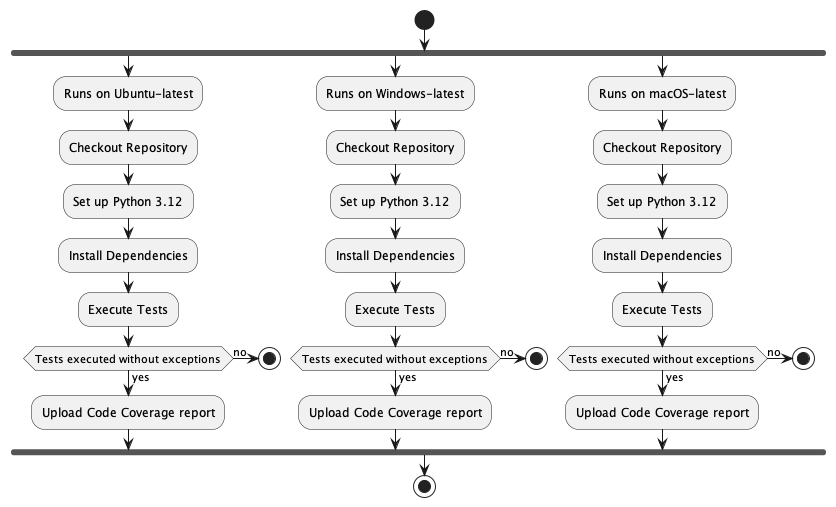 Runs on Ubuntu-latest
Checkout Repository
Set up Python 3.12
Install Dependencies
Execute Tests
Tests executed without exceptions
no
yes
Upload Code Coverage report
Runs on Windows-latest
Checkout Repository
Set up Python 3.12
Install Dependencies
Execute Tests
Tests executed without exceptions
no
yes
Upload Code Coverage report
Runs on macOS-latest
Checkout Repository
Set up Python 3.12
Install Dependencies
Execute Tests
Tests executed without exceptions
no
yes
Upload Code Coverage report